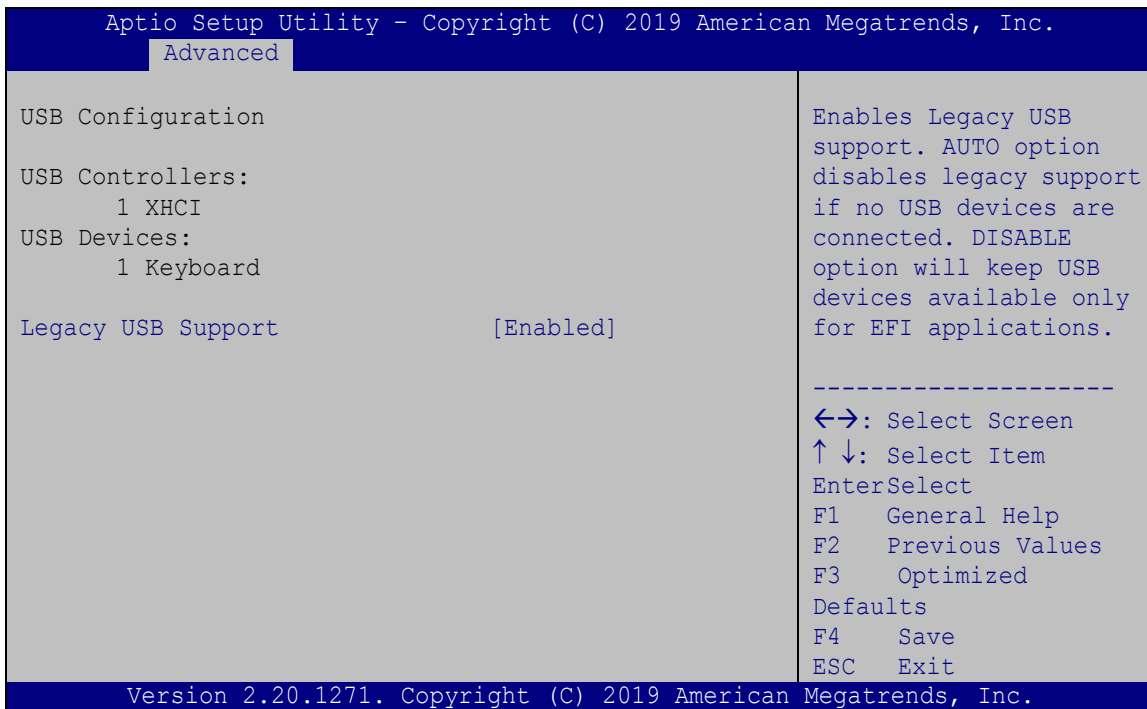 Aptio Setup Utility – Copyright (C) 2019 American Megatrends, Inc.
Advanced
USB Configuration
USB Controllers:
1 XHCI
USB Devices:
1 Keyboard
Legacy USB Support [Enabled]
Enables Legacy USB
support. AUTO option
disables legacy support
if no USB devices are
connected. DISABLE
option will keep USB
devices available only
for EFI applications.
---------------------
←→: Select Screen
↑ ↓: Select Item
EnterSelect
F1 General Help
F2 Previous Values
F3 Optimized
Defaults
F4 Save
ESC Exit
Version 2.20.1271. Copyright (C) 2019 American Megatrends, Inc.